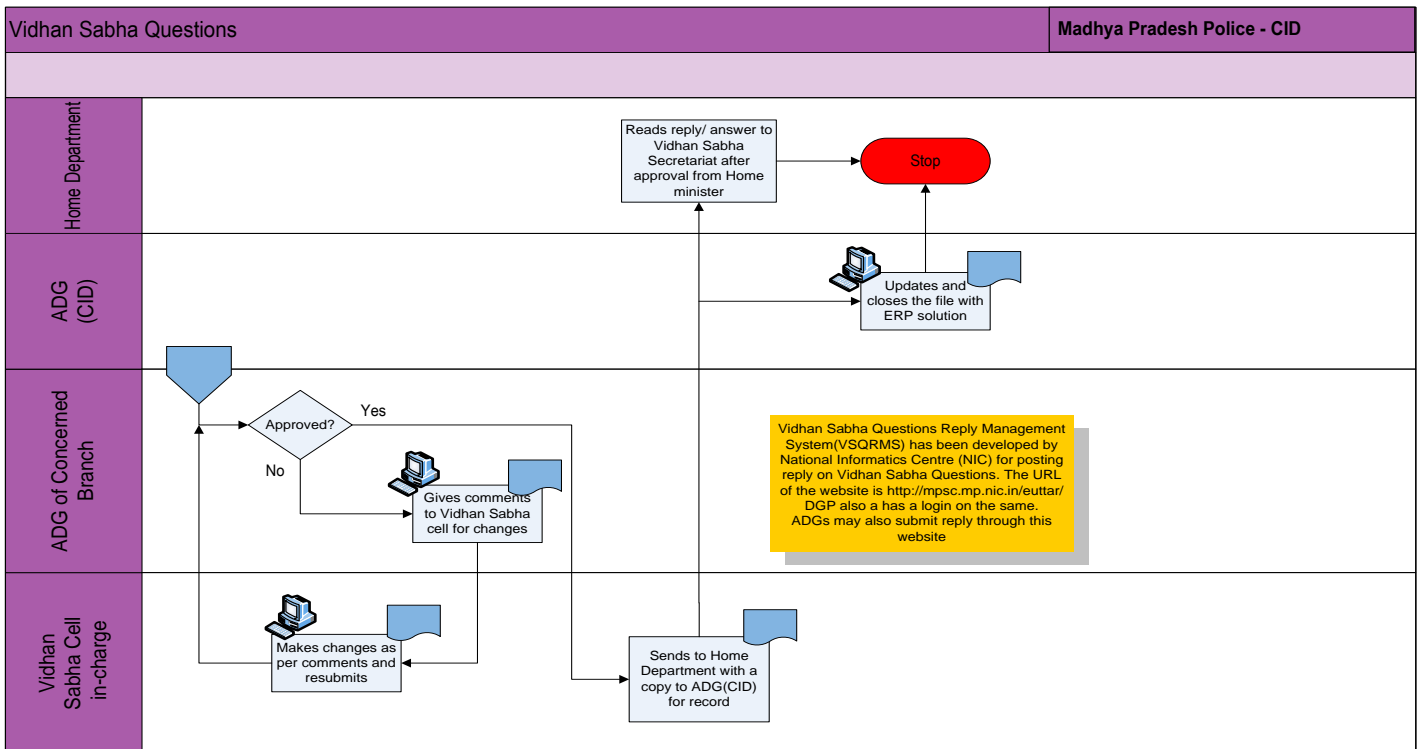 Vidhan Sabha Questions
Madhya Pradesh Police - CID
Home Department
Reads reply/ answer to
Vidhan Sabha
Secretariat after
approval from Home
minister
Stop
ADG
(CID)
Updates and
closes the file with
ERP solution
ADG of Concerned
Branch
Approved?
Yes
No
Gives comments
to Vidhan Sabha
cell for changes
Vidhan Sabha Questions Reply Management
System(VSQRMS) has been developed by
National Informatics Centre (NIC) for posting
reply on Vidhan Sabha Questions. The URL
of the website is http://mpsc.mp.nic.in/euttar/
DGP also a has a login on the same.
ADGs may also submit reply through this
website
Vidhan
Sabha Cell
in-charge
Makes changes as
per comments and
resubmits
Sends to Home
Department with a
copy to ADG(CID)
for record